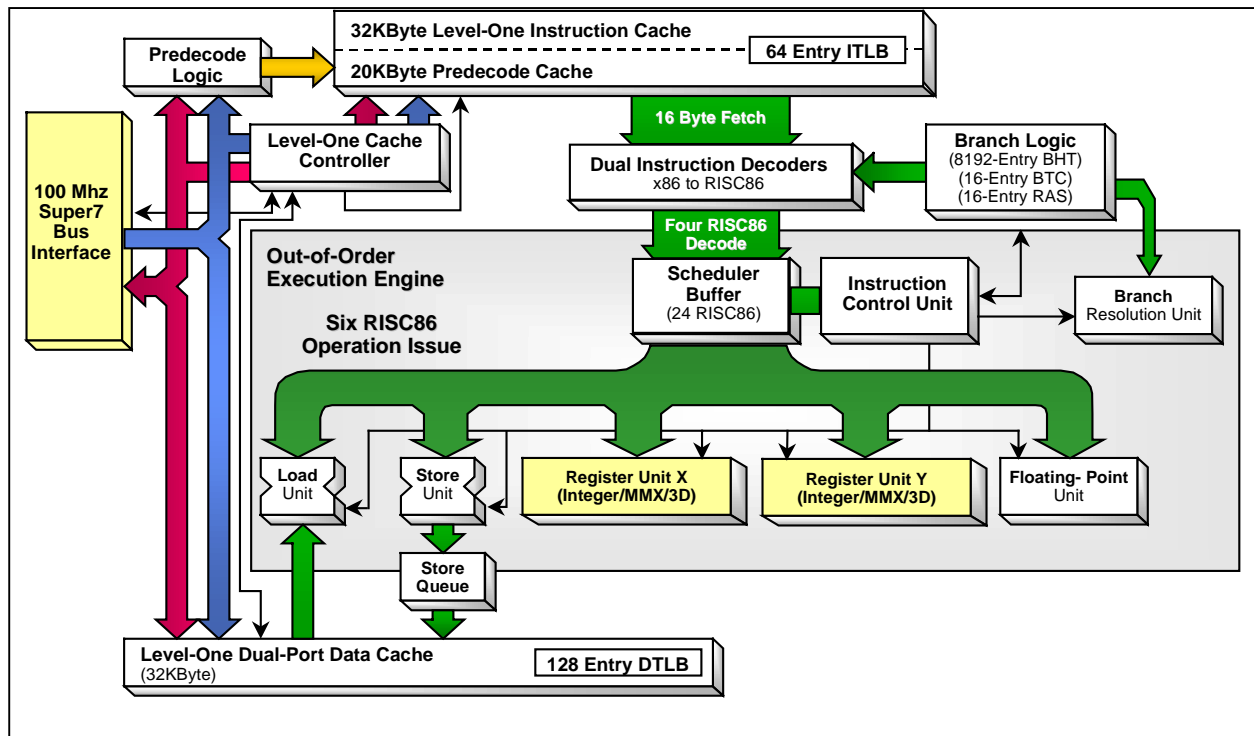 32KByte Level-One Instruction Cache
64 Entry ITLB
20KByte Predecode Cache
Predecode
Logic
16 Byte Fetch
Level-One Cache
Controller
Dual Instruction Decoders
x86 to RISC86
Branch Logic
(8192-Entry BHT)
(16-Entry BTC)
(16-Entry RAS)
100 Mhz
Super7
Bus
Interface
Four RISC86
Decode
Out-of-Order
Execution Engine
Scheduler
Buffer
(24 RISC86)
Instruction
Control Unit
Branch
Resolution Unit
Six RISC86
Operation Issue
Load
Unit
Store
Unit
Register Unit X
(Integer/MMX/3D)
Register Unit Y
(Integer/MMX/3D)
Floating- Point
Unit
Store
Queue
Level-One Dual-Port Data Cache
(32KByte)
128 Entry DTLB